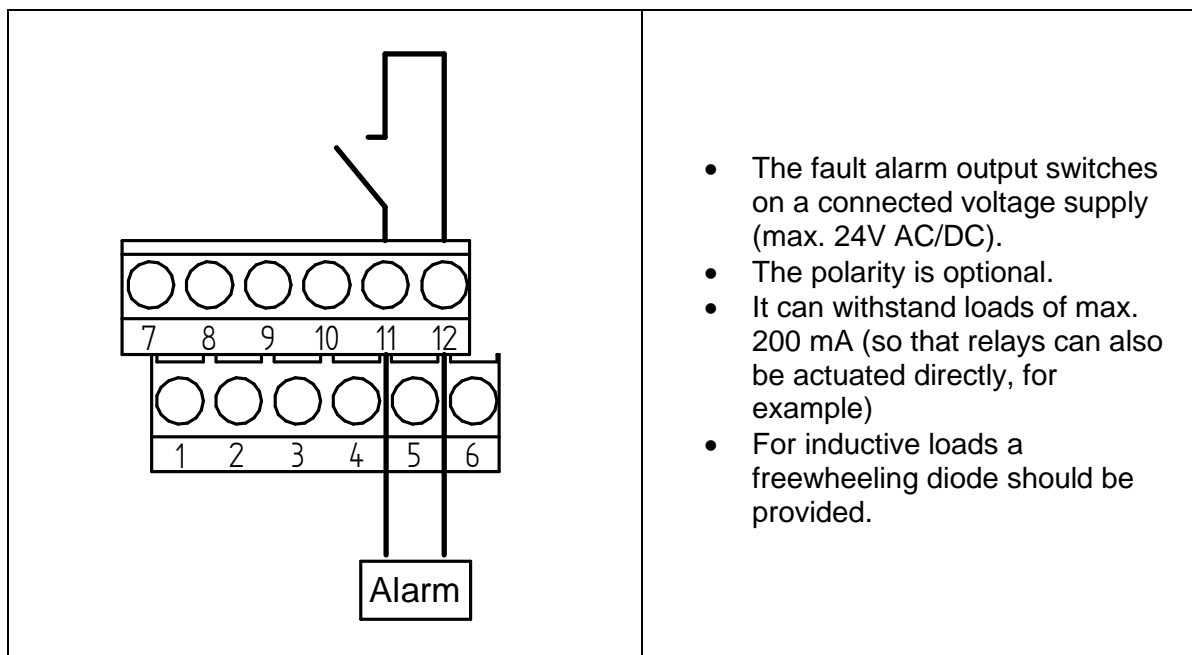 7 8 9 10 11 12
1 2 3 4 5 6
Alarm
• The fault alarm output switches
on a connected voltage supply
(max. 24V AC/DC).
• The polarity is optional.
• It can withstand loads of max.
200 mA (so that relays can also
be actuated directly, for
example)
• For inductive loads a
freewheeling diode should be
provided.